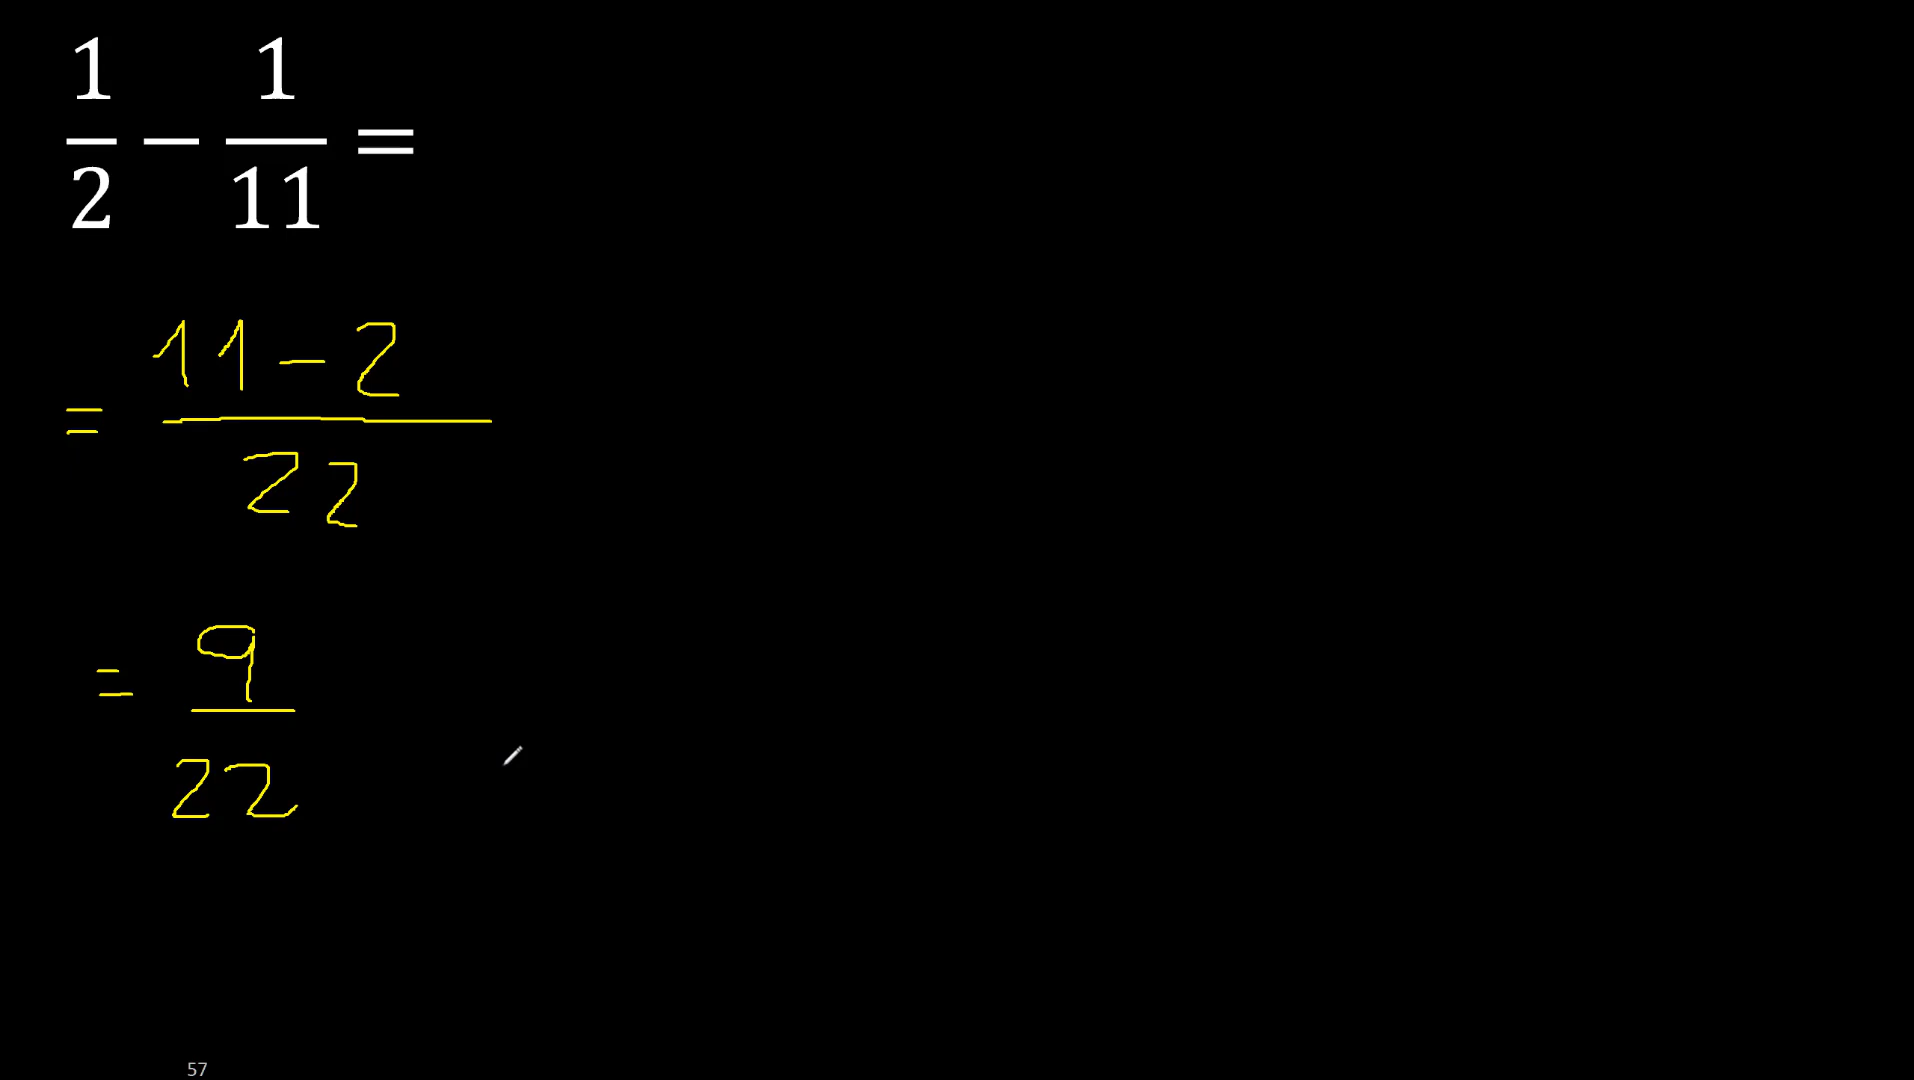 1/2 − 1/11 =
= 11-2/22
= 9/22
57